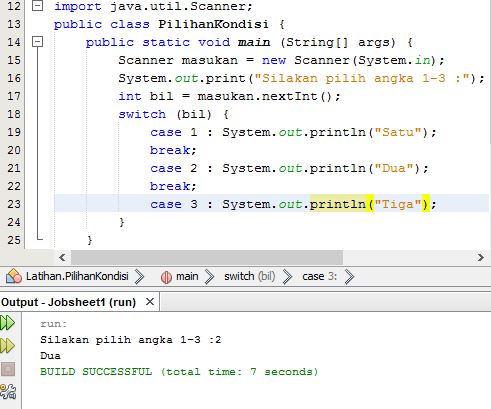 12 import java.util.Scanner;
13 public class PilihanKondisi {
14 public static void main (String[] args) {
15 Scanner masukan = new Scanner(System.in);
16 System.out.print("Silakan pilih angka 1-3 :");
17 int bil = masukan.nextInt();
18 switch (bil) {
19 case 1 : System.out.println("Satu");
20 break;
21 case 2 : System.out.println("Dua");
22 break;
23 case 3 : System.out.println("Tiga");
24 }
25 }
Latihan.PilihanKondisi main switch (bil) case 3:
Output - Jobsheet1 (run) ×
run:
Silakan pilih angka 1-3 :2
Dua
BUILD SUCCESSFUL (total time: 7 seconds)